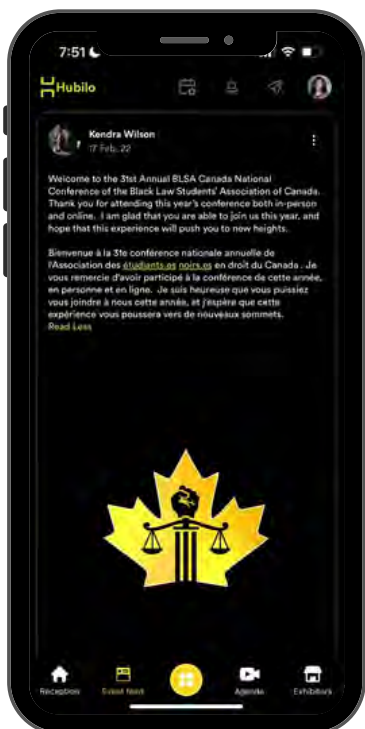 7:51
Hubilo
Kendra Wilson
17 Feb, 22
Welcome to the 31st Annual BLSA Canada National
Conference of the Black Law Students' Association of Canada.
Thank you for attending this year's conference both in-person
and online. I am glad that you are able to join us this year, and
hope that this experience will push you to new heights.
Bienvenue à la 31e conférence nationale annuelle de
l'Association des étudiants.es noirs.es en droit du Canada. Je
vous remercie d'avoir participé à la conférence de cette année,
en personne et en ligne. Je suis heureuse que vous puissiez
vous joindre à nous cette année, et j'espère que cette
expérience vous poussera vers de nouveaux sommets.
Read Less
Reception
Event Feed
Agenda
Exhibitors